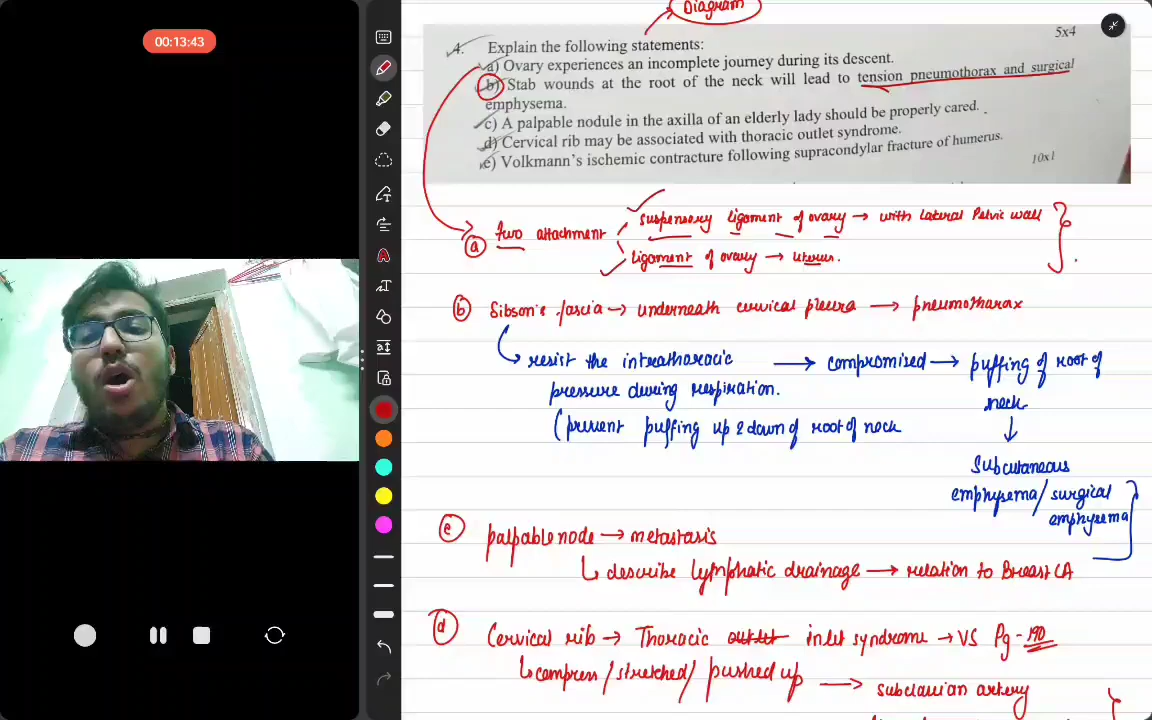 00:13:43
Diagram
5x4
4. Explain the following statements:
a) Ovary experiences an incomplete journey during its descent.
b) Stab wounds at the root of the neck will lead to tension pneumothorax and surgical
emphysema.
c) A palpable nodule in the axilla of an elderly lady should be properly cared.
d) Cervical rib may be associated with thoracic outlet syndrome.
e) Volkmann's ischemic contracture following supracondylar fracture of humerus.
10x1
a two attachment suspensory ligament of ovary → with Lateral Pelvic wall
ligament of ovary → uterus.
b Sibson's fascia → underneath cervical pleura → pneumothorax
resist the intrathoracic → compromised → puffing of root of
pressure during respiration. neck
(prevent puffing up & down of root of neck
↓
Subcutaneous
emphysema/surgical
emphysema
palpable node → metastasis
describe lymphatic drainage → relation to Breast CA
d Cervical rib → Thoracic outlet inlet syndrome → VS Pg - 190
compress/stretched/pushed up → subclavian artery